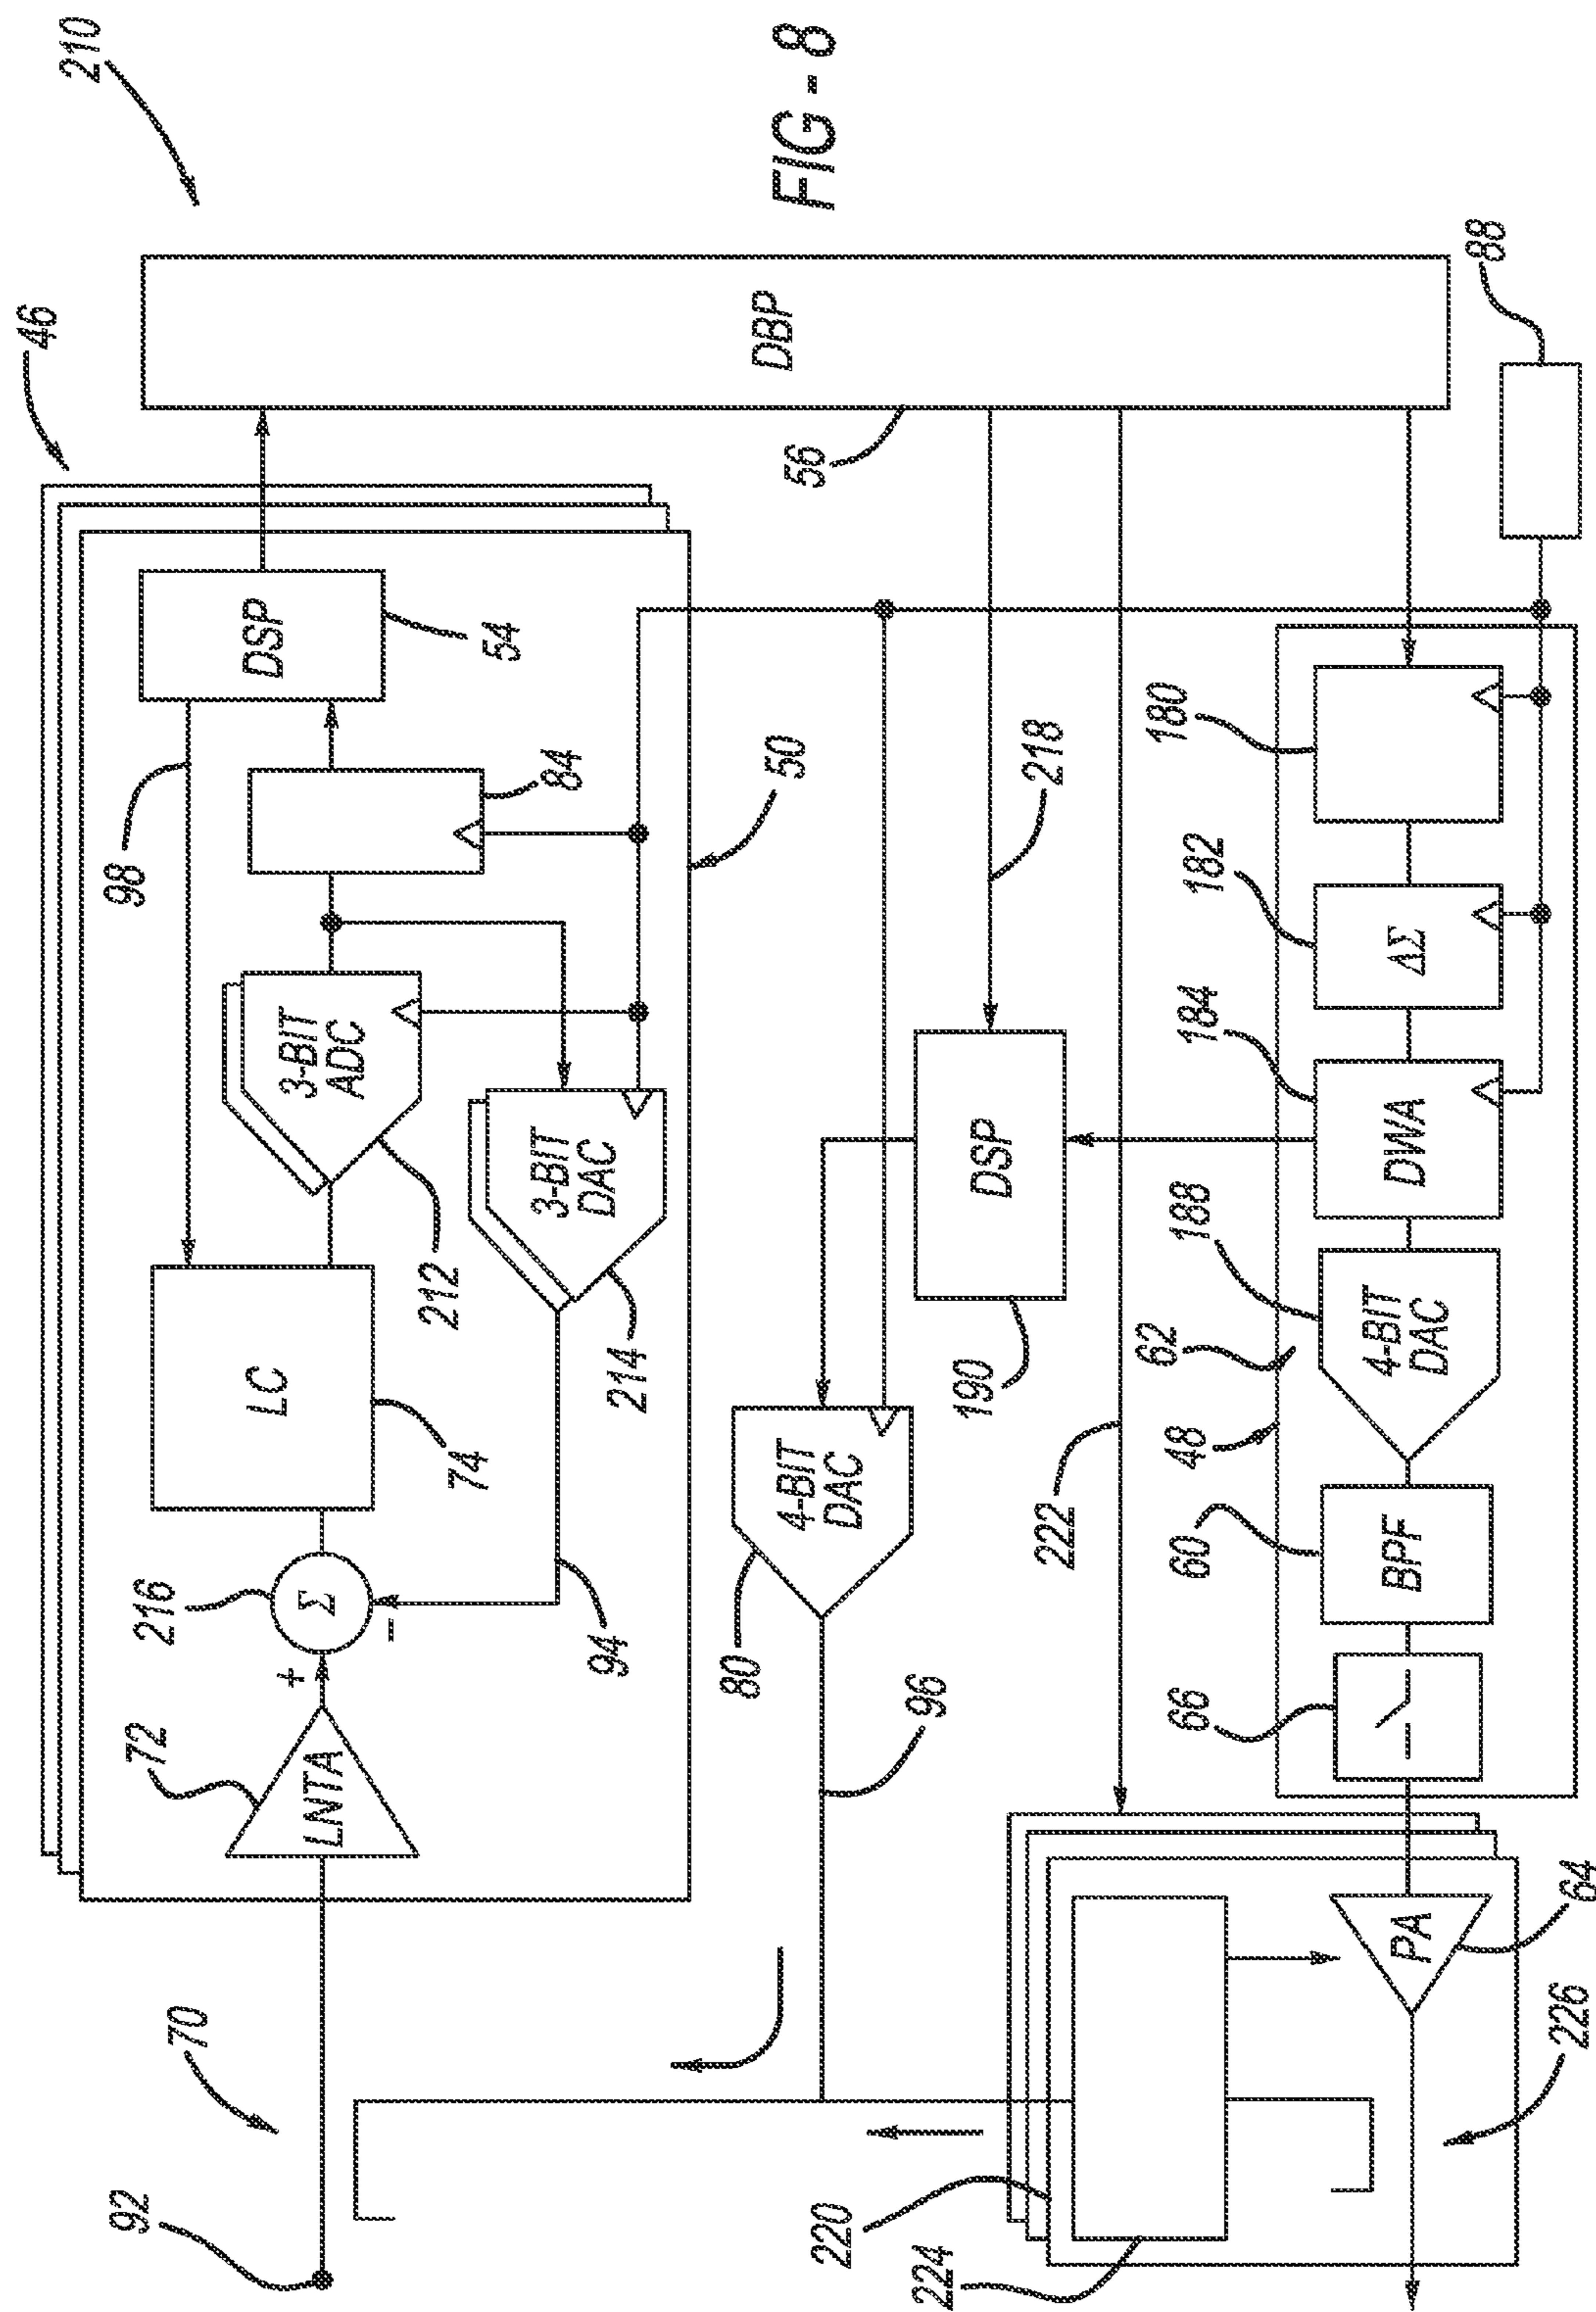 210
FIG - 8
46
DBP
56
88
DSP
54
98
84
50
3-BIT
ADC
212
3-BIT
DAC
214
LC
74
Σ
216
+
-
94
LNTA
72
70
92
218
DSP
190
4-BIT
DAC
80
96
222
180
ΔΣ
182
DWA
184
4-BIT
DAC
188
62
48
BPF
60
66
PA
64
226
220
224